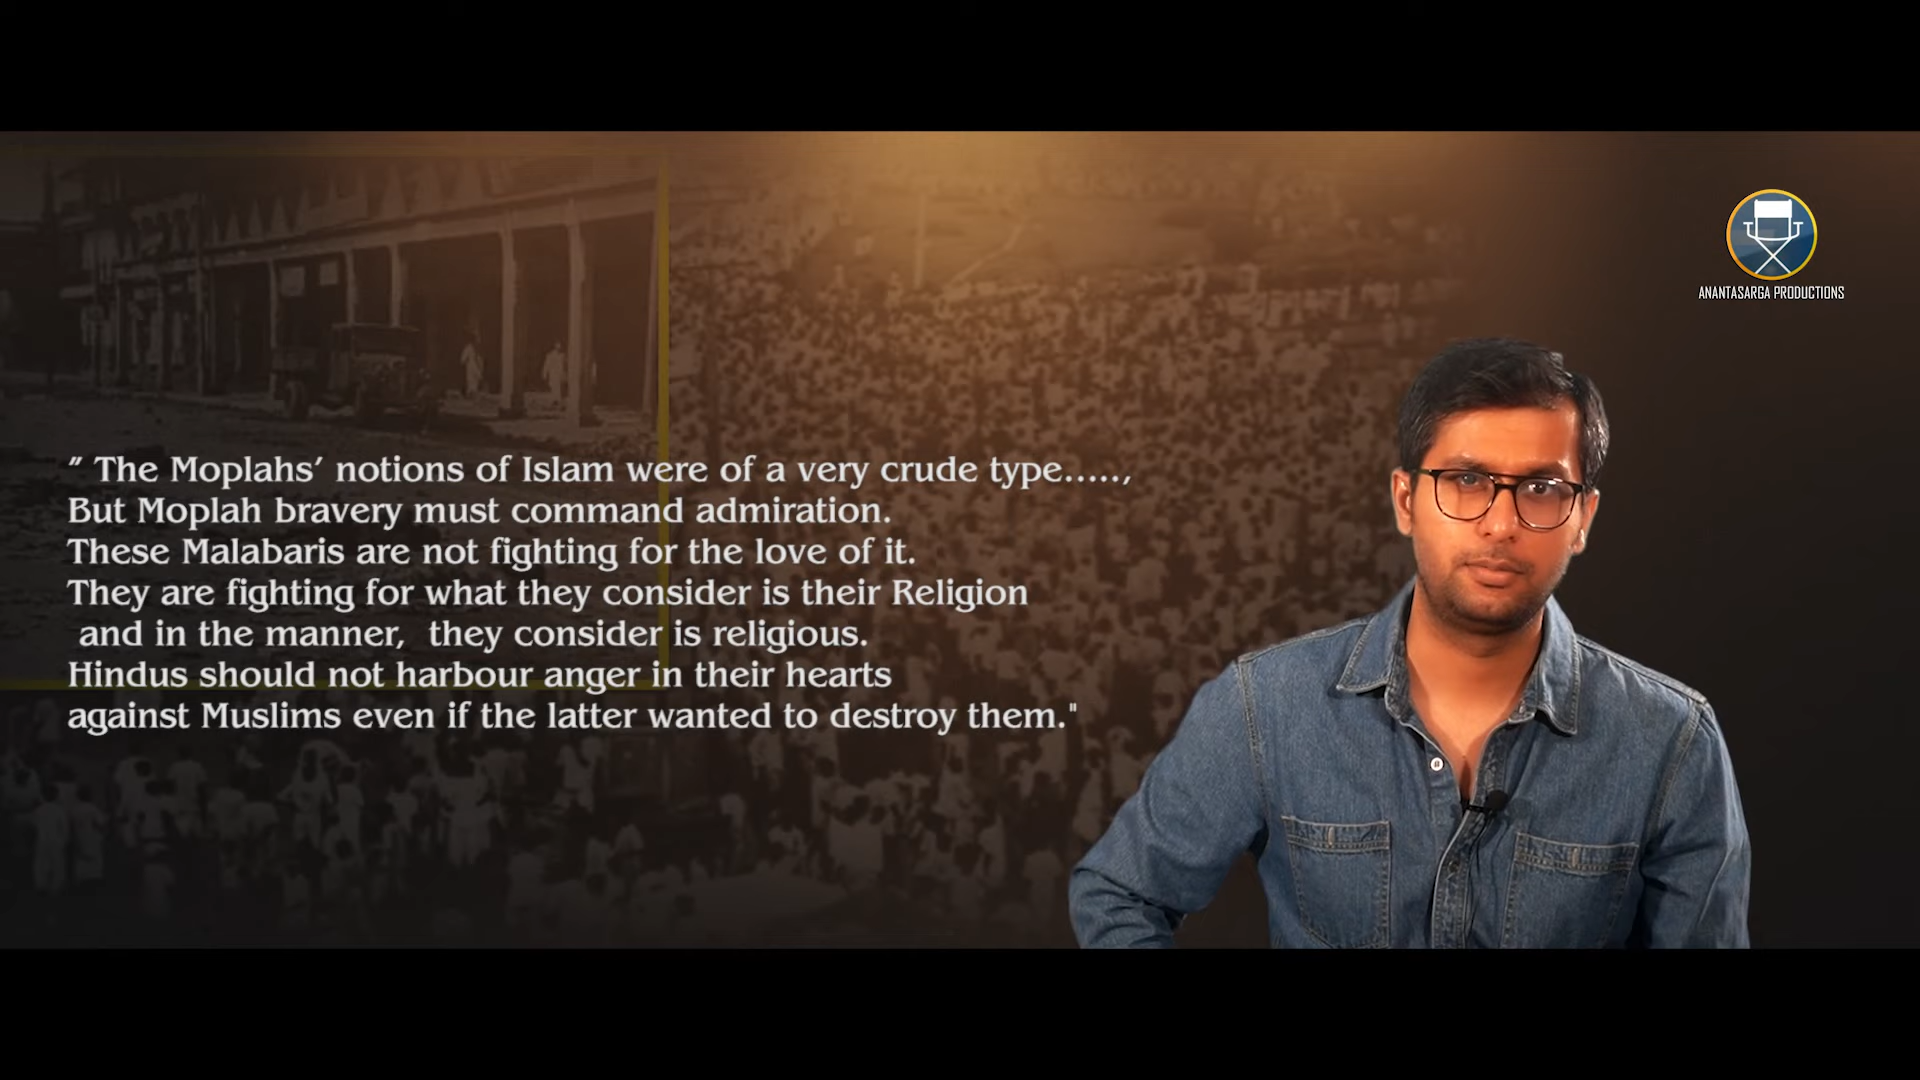 " The Moplahs’ notions of Islam were of a very crude type.....,
But Moplah bravery must command admiration.
These Malabaris are not fighting for the love of it.
They are fighting for what they consider is their Religion
and in the manner, they consider is religious.
Hindus should not harbour anger in their hearts
against Muslims even if the latter wanted to destroy them."
ANANTASARGA PRODUCTIONS